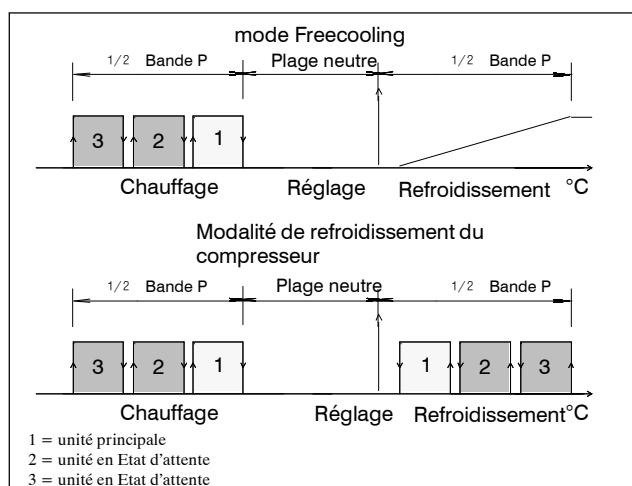 mode Freecooling
1/2 Bande P Plage neutre 1/2 Bande P
3 2 1
Chauffage Réglage Refroidissement °C
Modalité de refroidissement du
compresseur
1/2 Bande P Plage neutre 1/2 Bande P
3 2 1 1 2 3
Chauffage Réglage Refroidissement °C
1 = unité principale
2 = unité en Etat d'attente
3 = unité en Etat d'attente